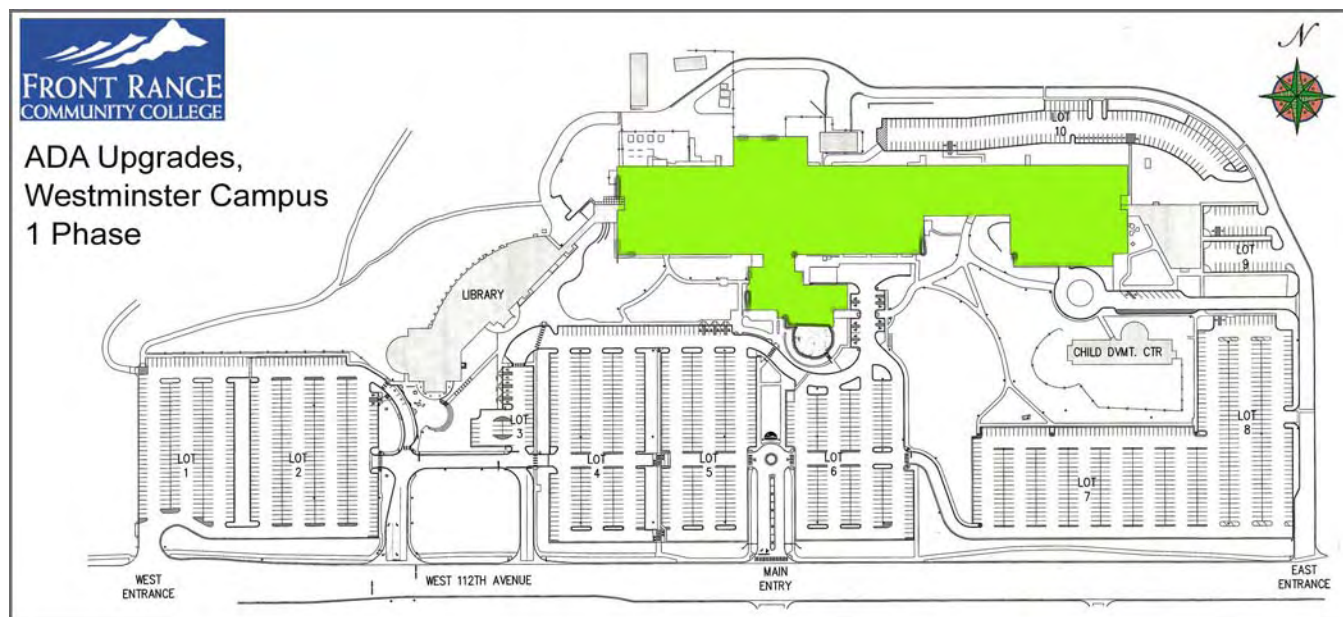 FRONT RANGE
COMMUNITY COLLEGE
ADA Upgrades,
Westminster Campus
1 Phase
N
LOT
10
LOT
9
LIBRARY
CHILD DVMT. CTR
LOT
8
LOT
3
LOT
1
LOT
2
LOT
4
LOT
5
LOT
6
LOT
7
WEST
ENTRANCE
WEST 112TH AVENUE
MAIN
ENTRY
EAST
ENTRANCE